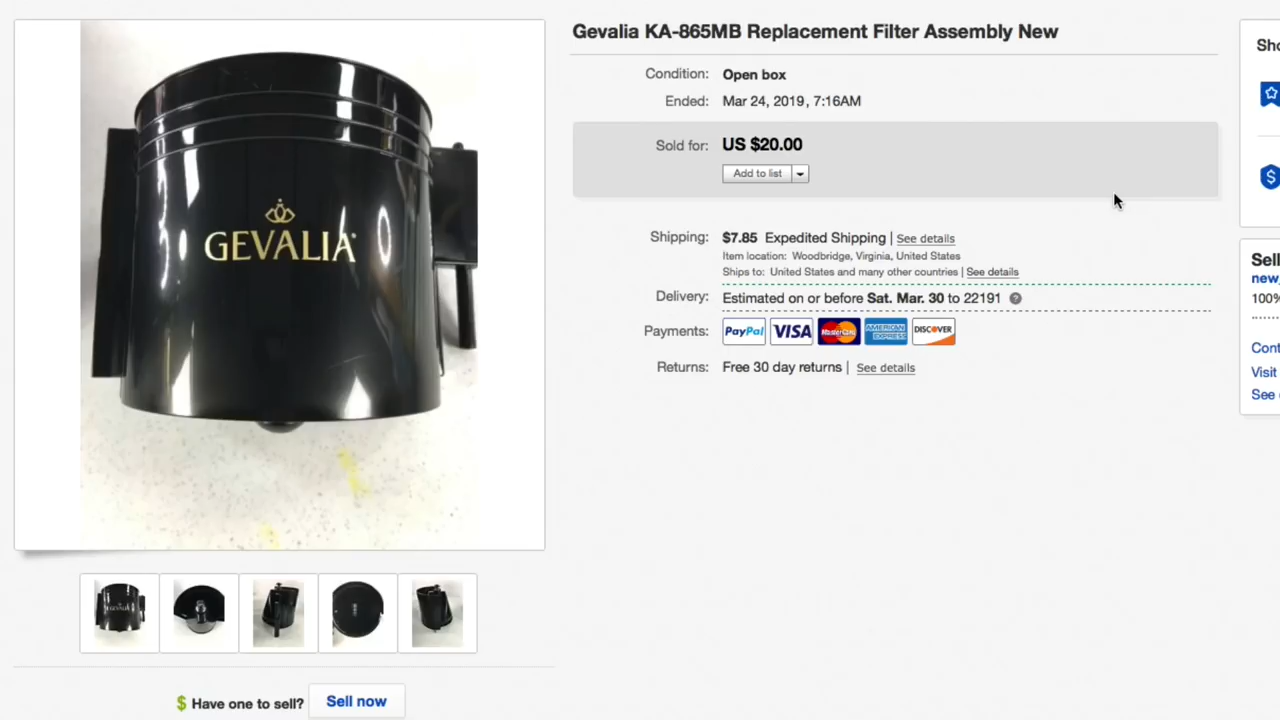 Gevalia KA-865MB Replacement Filter Assembly New
Condition: Open box
Ended: Mar 24, 2019, 7:16AM
Sold for: US $20.00
Add to list
Shipping: $7.85 Expedited Shipping | See details
Item location: Woodbridge, Virginia, United States
Ships to: United States and many other countries | See details
Delivery: Estimated on or before Sat. Mar. 30 to 22191 ?
Payments: PayPal VISA MasterCard AMERICAN EXPRESS DISCOVER
Returns: Free 30 day returns | See details
GEVALIA
$ Have one to sell? Sell now
Sho
$
Sell
new
100%
Cont
Visit
See